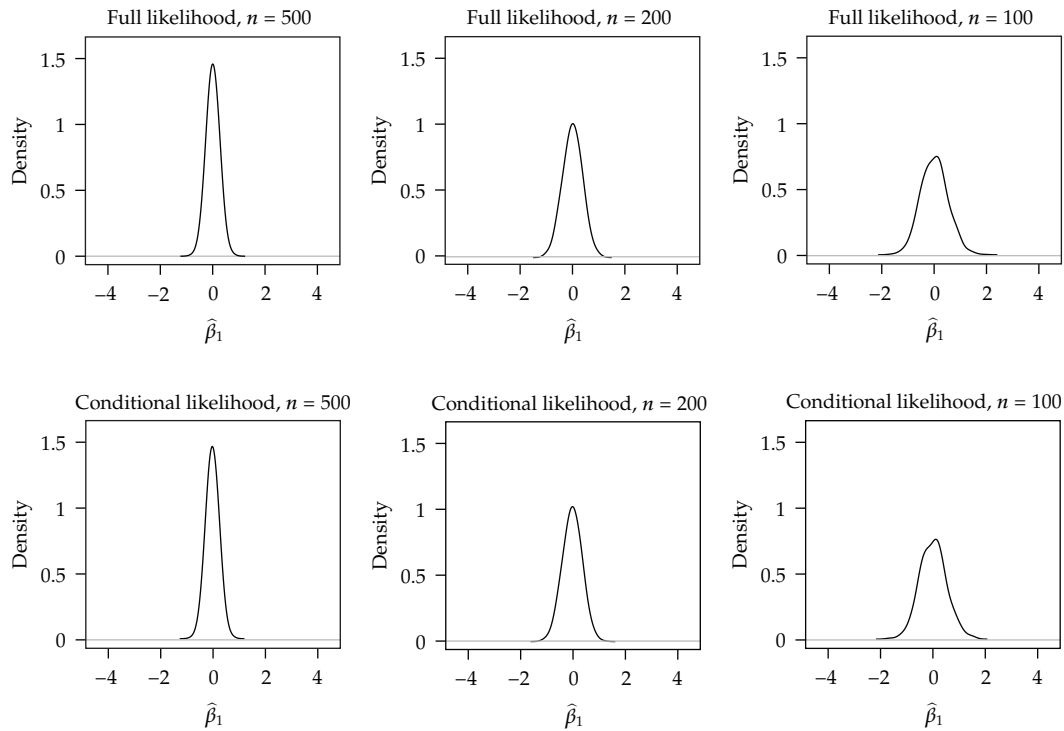 Full likelihood, n = 500
Full likelihood, n = 200
Full likelihood, n = 100
Density
1.5
1
0.5
0
−4 −2 0 2 4
β̂₁
Density
1.5
1
0.5
0
−4 −2 0 2 4
β̂₁
Density
1.5
1
0.5
0
−4 −2 0 2 4
β̂₁
Conditional likelihood, n = 500
Conditional likelihood, n = 200
Conditional likelihood, n = 100
Density
1.5
1
0.5
0
−4 −2 0 2 4
β̂₁
Density
1.5
1
0.5
0
−4 −2 0 2 4
β̂₁
Density
1.5
1
0.5
0
−4 −2 0 2 4
β̂₁